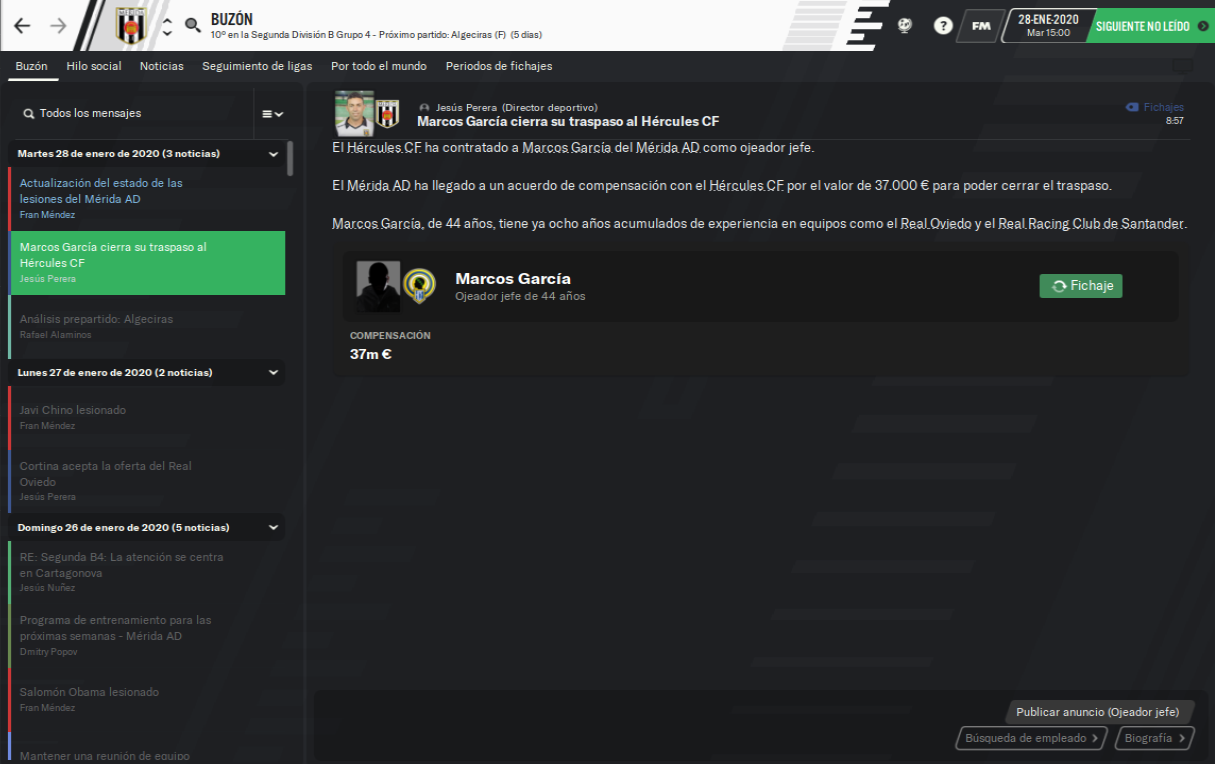 BUZÓN
10º en la Segunda División B Grupo 4 - Próximo partido: Algeciras (F) (5 dias)
?
FM
28-ENE-2020
Mar 15:00
SIGUIENTE NO LEÍDO
Buzón Hilo social Noticias Seguimiento de ligas Por todo el mundo Periodos de fichajes
Todos los mensajes
Martes 28 de enero de 2020 (3 noticias)
Actualización del estado de las
lesiones del Mérida AD
Fran Méndez
Marcos García cierra su traspaso al
Hércules CF
Jesús Perera
Análisis prepartido: Algeciras
Rafael Alaminos
Lunes 27 de enero de 2020 (2 noticias)
Javi Chino lesionado
Fran Méndez
Cortina acepta la oferta del Real
Oviedo
Jesús Perera
Domingo 26 de enero de 2020 (5 noticias)
RE: Segunda B4: La atención se centra
en Cartagonova
Jesús Nuñez
Programa de entrenamiento para las
próximas semanas - Mérida AD
Dmitry Popov
Salomón Obama lesionado
Fran Méndez
Mantener una reunión de equipo
Jesús Perera (Director deportivo)
Marcos García cierra su traspaso al Hércules CF
Fichajes
8:57
El Hércules CF ha contratado a Marcos García del Mérida AD como ojeador jefe.
El Mérida AD ha llegado a un acuerdo de compensación con el Hércules CF por el valor de 37.000 € para poder cerrar el traspaso.
Marcos García, de 44 años, tiene ya ocho años acumulados de experiencia en equipos como el Real Oviedo y el Real Racing Club de Santander.
Marcos García
Ojeador jefe de 44 años
Fichaje
COMPENSACIÓN
37m €
Publicar anuncio (Ojeador jefe)
Búsqueda de empleado
Biografía